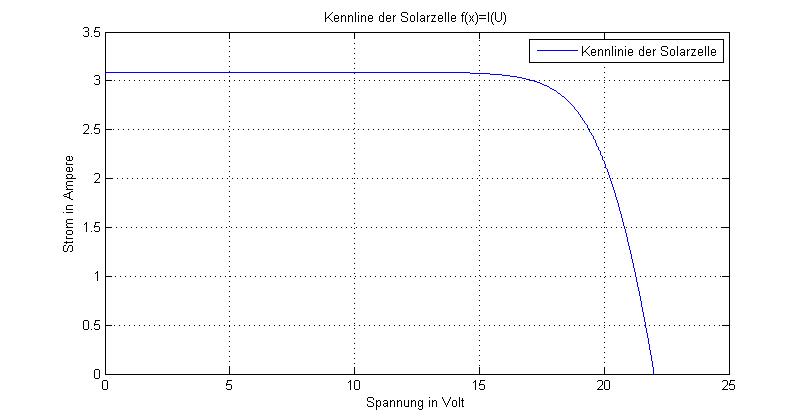 Kennline der Solarzelle f(x)=I(U)
Kennlinie der Solarzelle
Strom in Ampere
3.5
3
2.5
2
1.5
1
0.5
0
0 5 10 15 20 25
Spannung in Volt